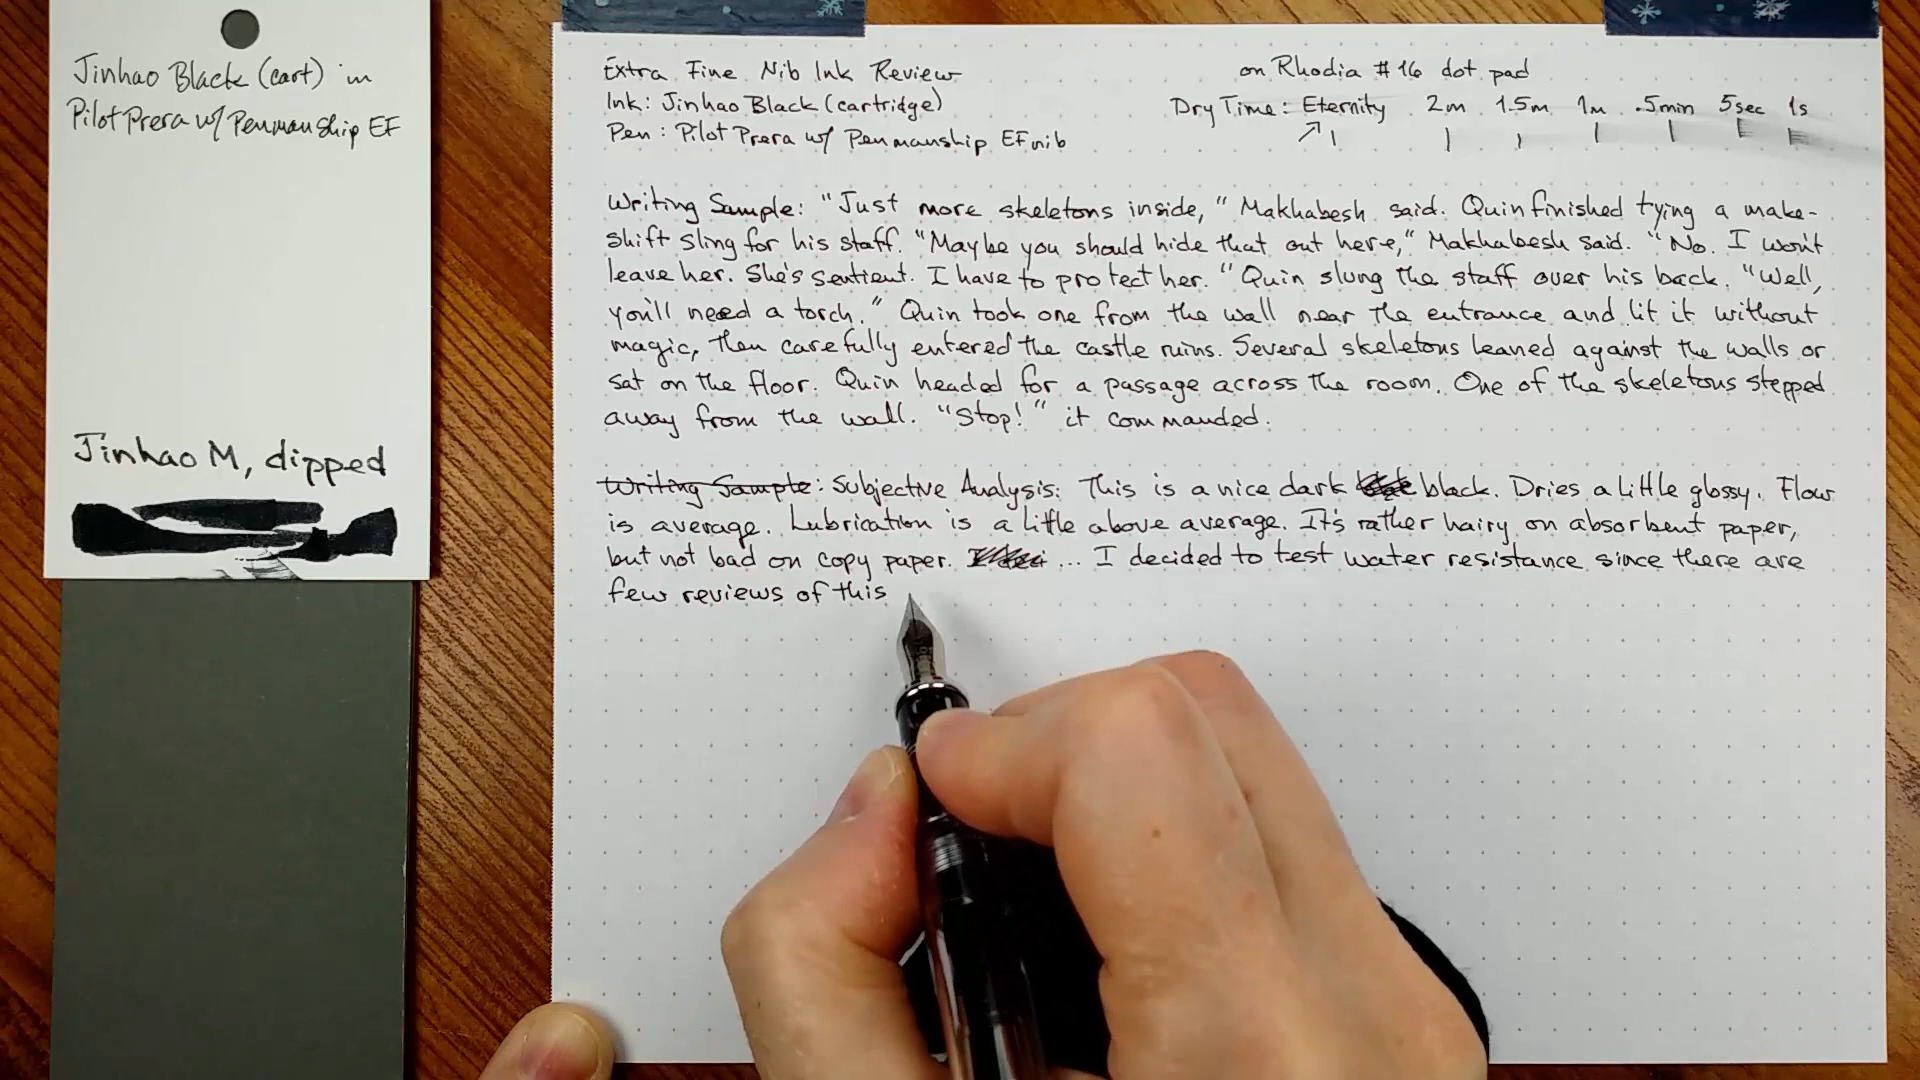 Jinhao Black (cart) in
Pilot Prera w/ Penmanship EF
Jinhao M, dipped
Extra Fine Nib Ink Review
Ink: Jinhao Black (cartridge)
Pen: Pilot Prera w/ Penmanship EF nib
on Rhodia #16 dot pad
Dry Time: Eternity 2m 1.5m 1m .5min 5sec 1s
Writing Sample: "Just more skeletons inside," Makhabesh said. Quin finished tying a make-
shift sling for his staff. "Maybe you should hide that out here," Makhabesh said. "No. I won't
leave her. She's sentient. I have to protect her." Quin slung the staff over his back. "Well,
you'll need a torch." Quin took one from the wall near the entrance and lit it without
magic, then carefully entered the castle ruins. Several skeletons leaned against the walls or
sat on the floor. Quin headed for a passage across the room. One of the skeletons stepped
away from the wall. "Stop!" it commanded.
Writing Sample: Subjective Analysis: This is a nice dark black. Dries a little glossy. Flow
is average. Lubrication is a little above average. It's rather hairy on absorbent paper,
but not bad on copy paper. ... I decided to test water resistance since there are
few reviews of this